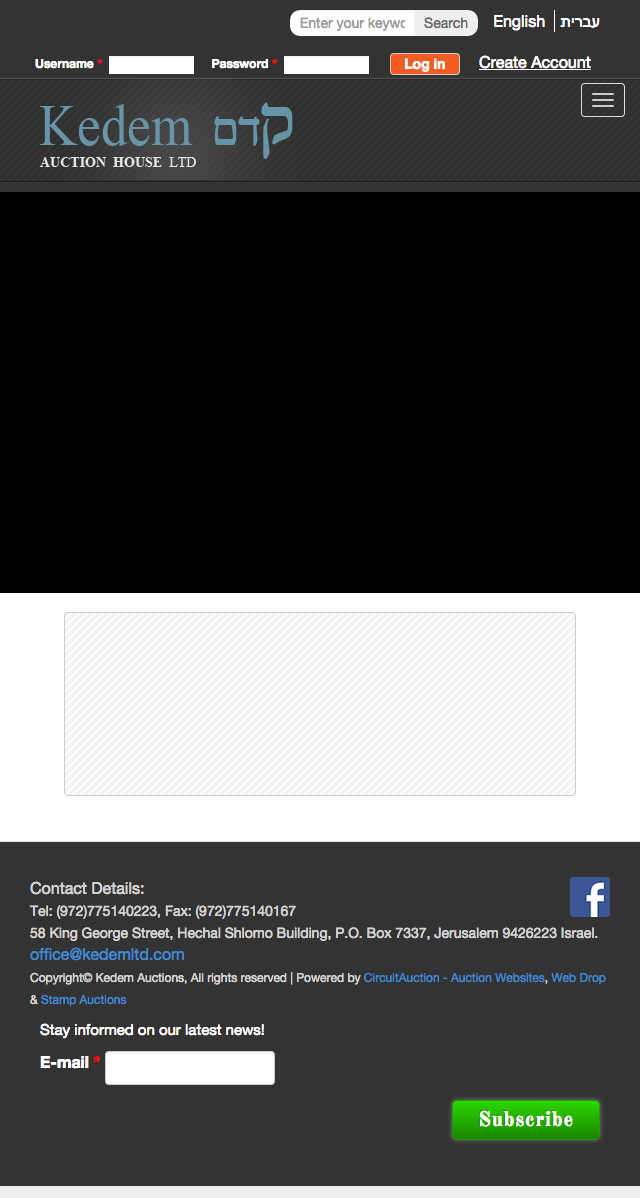 Enter your keywo Search English עברית
Username * Password * Log in Create Account
Kedem קדם
AUCTION HOUSE LTD
Contact Details:
Tel: (972)775140223, Fax: (972)775140167
58 King George Street, Hechal Shlomo Building, P.O. Box 7337, Jerusalem 9426223 Israel.
office@kedemltd.com
Copyright© Kedem Auctions, All rights reserved | Powered by CircuitAuction - Auction Websites, Web Drop
& Stamp Auctions
Stay informed on our latest news!
E-mail *
Subscribe